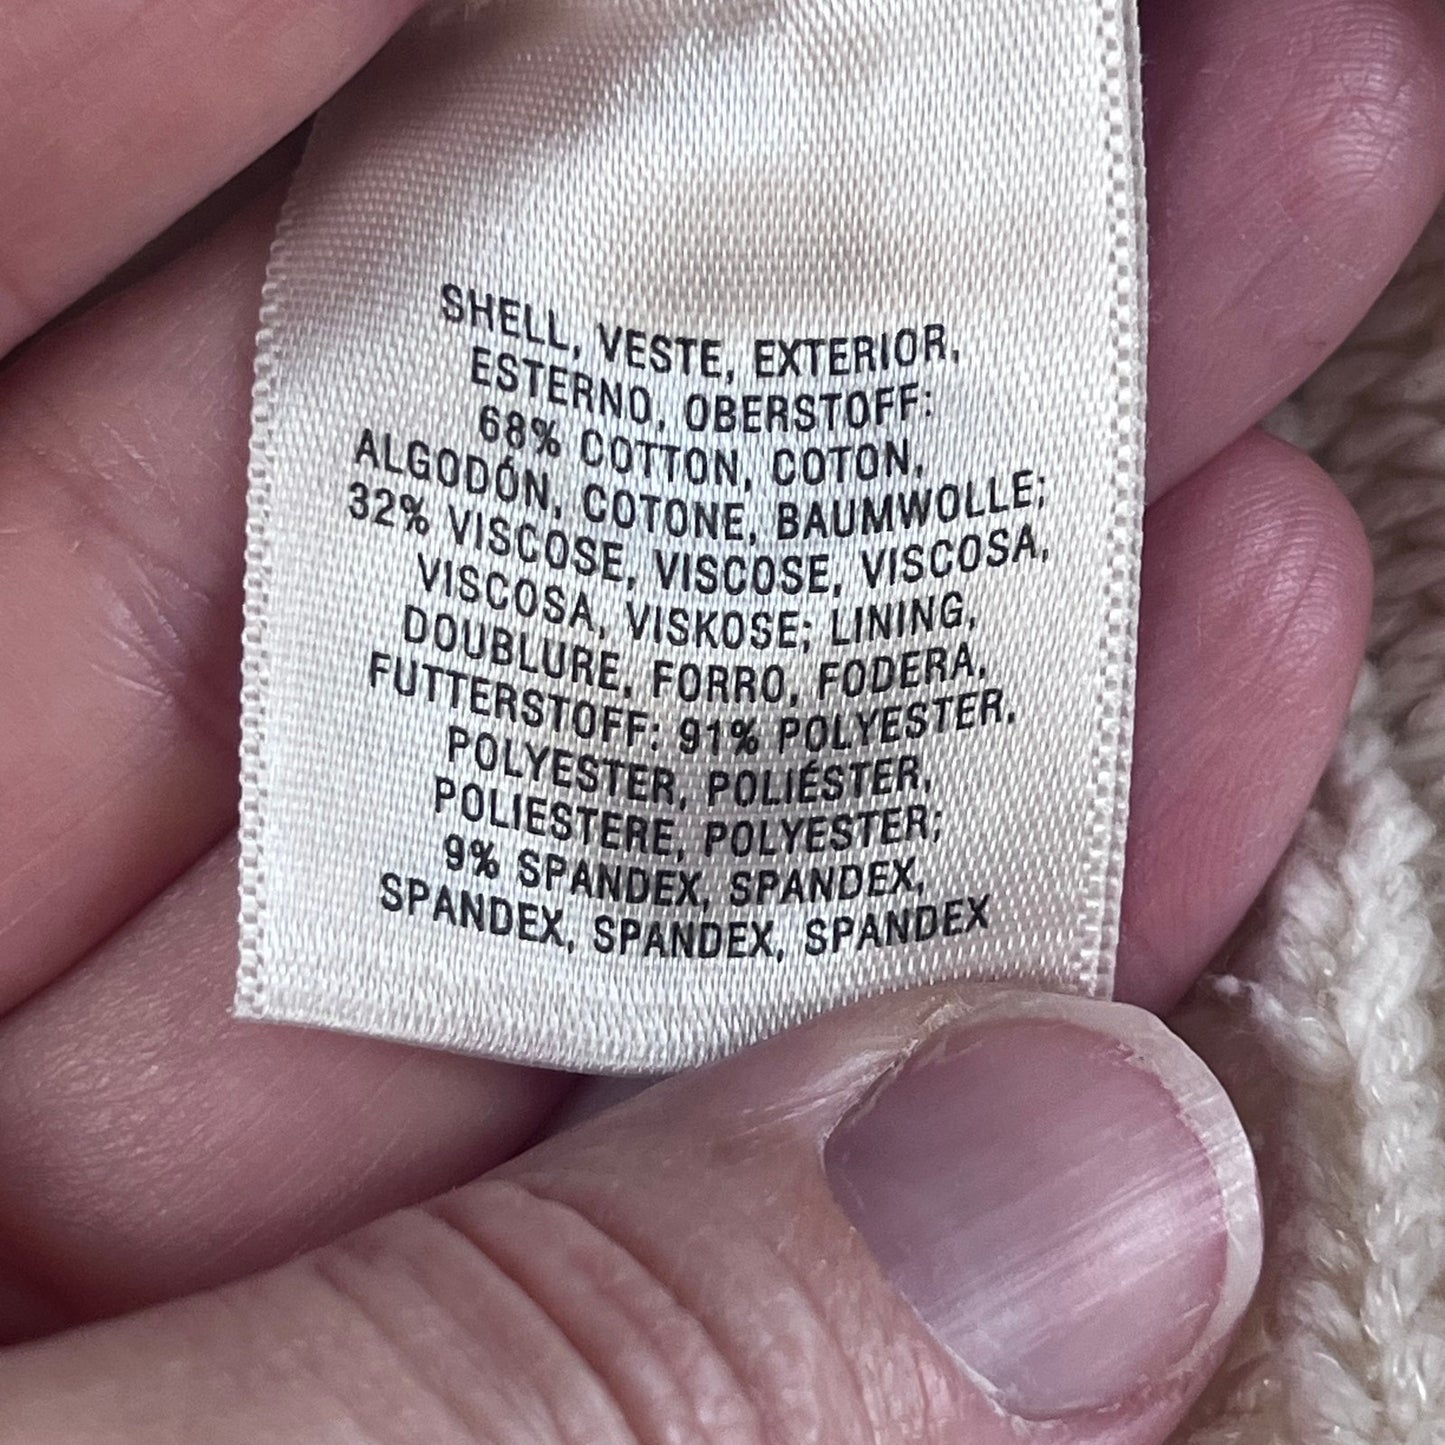 SHELL, VESTE, EXTERIOR,
ESTERNO, OBERSTOFF:
68% COTTON, COTON,
ALGODÓN, COTONE, BAUMWOLLE;
32% VISCOSE, VISCOSE, VISCOSA,
VISCOSA, VISKOSE; LINING,
DOUBLURE, FORRO, FODERA,
FUTTERSTOFF: 91% POLYESTER,
POLYESTER, POLIÉSTER,
POLIESTERE, POLYESTER;
9% SPANDEX, SPANDEX,
SPANDEX, SPANDEX, SPANDEX